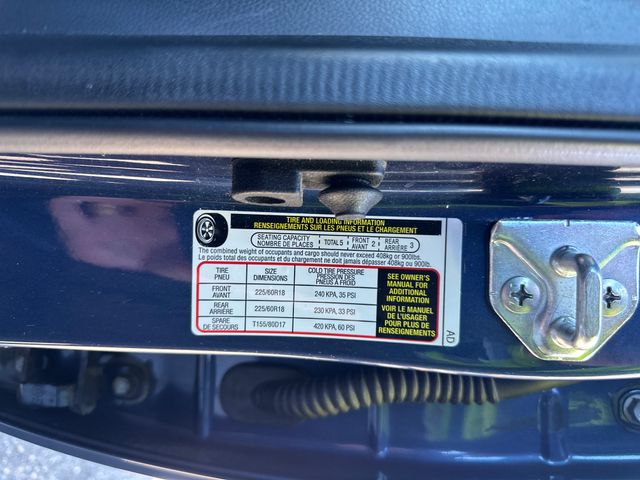 TIRE AND LOADING INFORMATION
RENSEIGNEMENTS SUR LES PNEUS ET LE CHARGEMENT
SEATING CAPACITY
NOMBRE DE PLACES
TOTAL 5
FRONT
AVANT 2
REAR
ARRIÈRE 3
The combined weight of occupants and cargo should never exceed 408kg or 900lbs.
Le poids total des occupants et du chargement ne doit jamais dépasser 408kg ou 900lb.
TIRE
PNEU
SIZE
DIMENSIONS
COLD TIRE PRESSURE
PRESSION DES
PNEUS À FROID
FRONT
AVANT
225/60R18
240 KPA, 35 PSI
REAR
ARRIÈRE
225/60R18
230 KPA, 33 PSI
SPARE
DE SECOURS
T155/80D17
420 KPA, 60 PSI
SEE OWNER'S
MANUAL FOR
ADDITIONAL
INFORMATION
VOIR LE MANUEL
DE L'USAGER
POUR PLUS DE
RENSEIGNEMENTS
AD